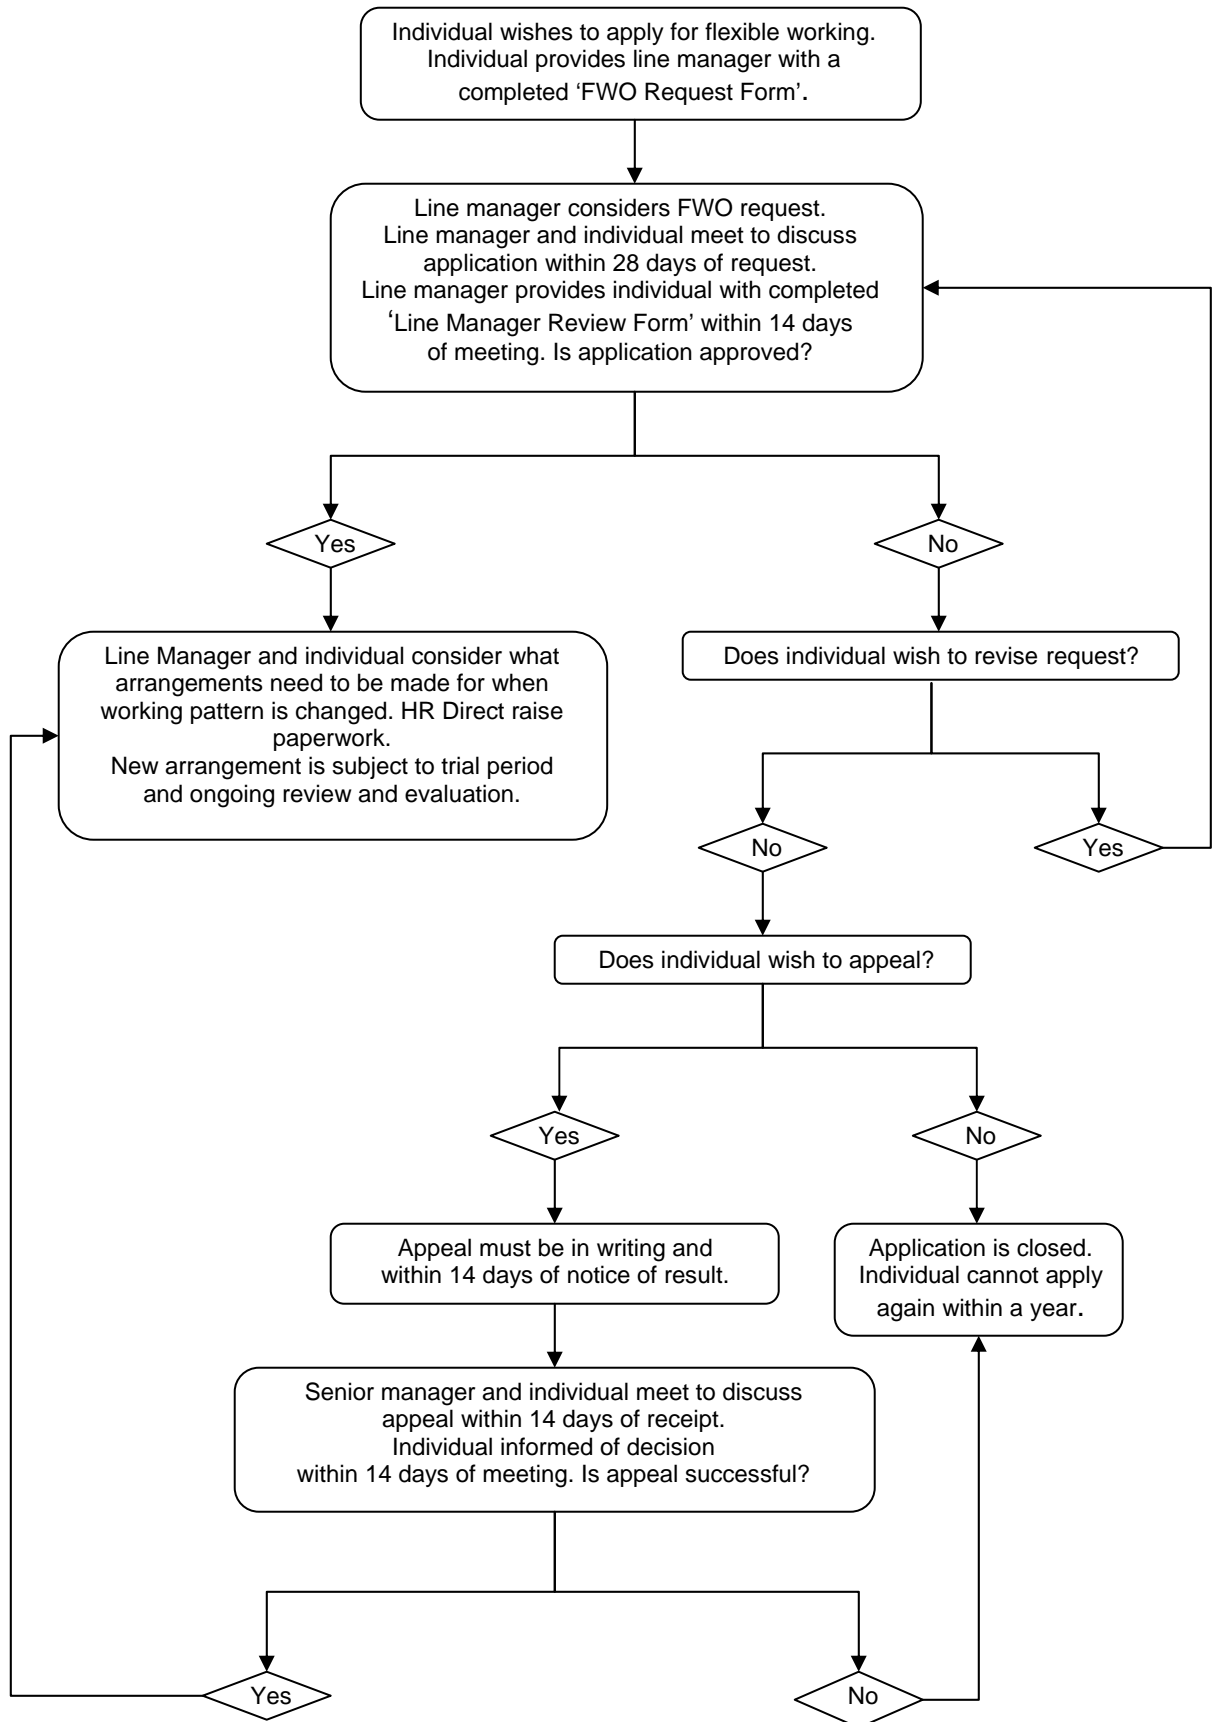 Individual wishes to apply for flexible working.
Individual provides line manager with a
completed ‘FWO Request Form’.
Line manager considers FWO request.
Line manager and individual meet to discuss
application within 28 days of request.
Line manager provides individual with completed
‘Line Manager Review Form’ within 14 days
of meeting. Is application approved?
Yes
No
Line Manager and individual consider what
arrangements need to be made for when
working pattern is changed. HR Direct raise
paperwork.
New arrangement is subject to trial period
and ongoing review and evaluation.
Does individual wish to revise request?
No
Yes
Does individual wish to appeal?
Yes
No
Appeal must be in writing and
within 14 days of notice of result.
Application is closed.
Individual cannot apply
again within a year.
Senior manager and individual meet to discuss
appeal within 14 days of receipt.
Individual informed of decision
within 14 days of meeting. Is appeal successful?
Yes
No